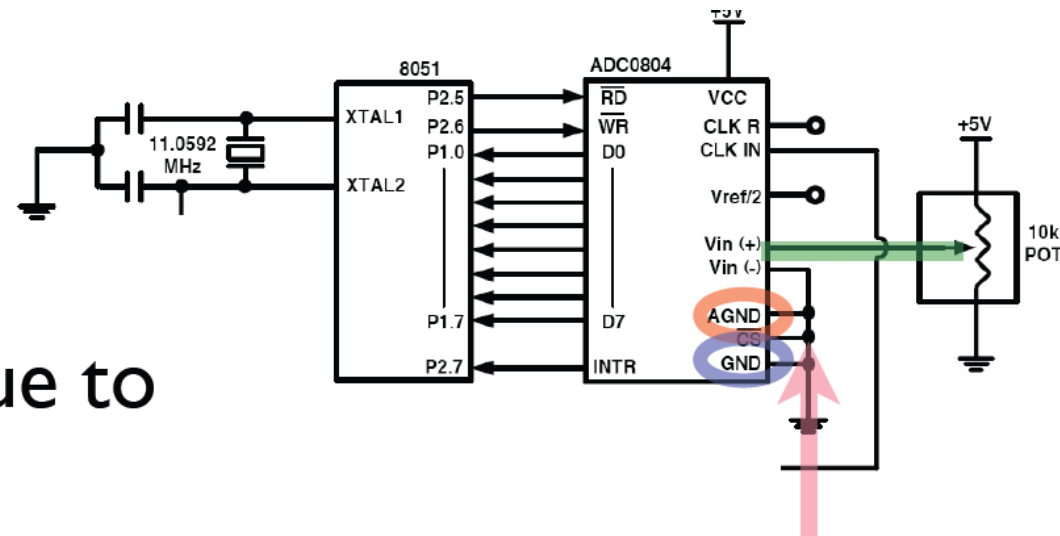 +5V
8051
ADC0804
P2.5
RD
VCC
XTAL1
P2.6
WR
CLK R
+5V
11.0592
MHz
P1.0
D0
CLK IN
XTAL2
Vref/2
Vin (+)
10k
POT
Vin (-)
P1.7
D7
AGND
CS
P2.7
INTR
GND
ue to